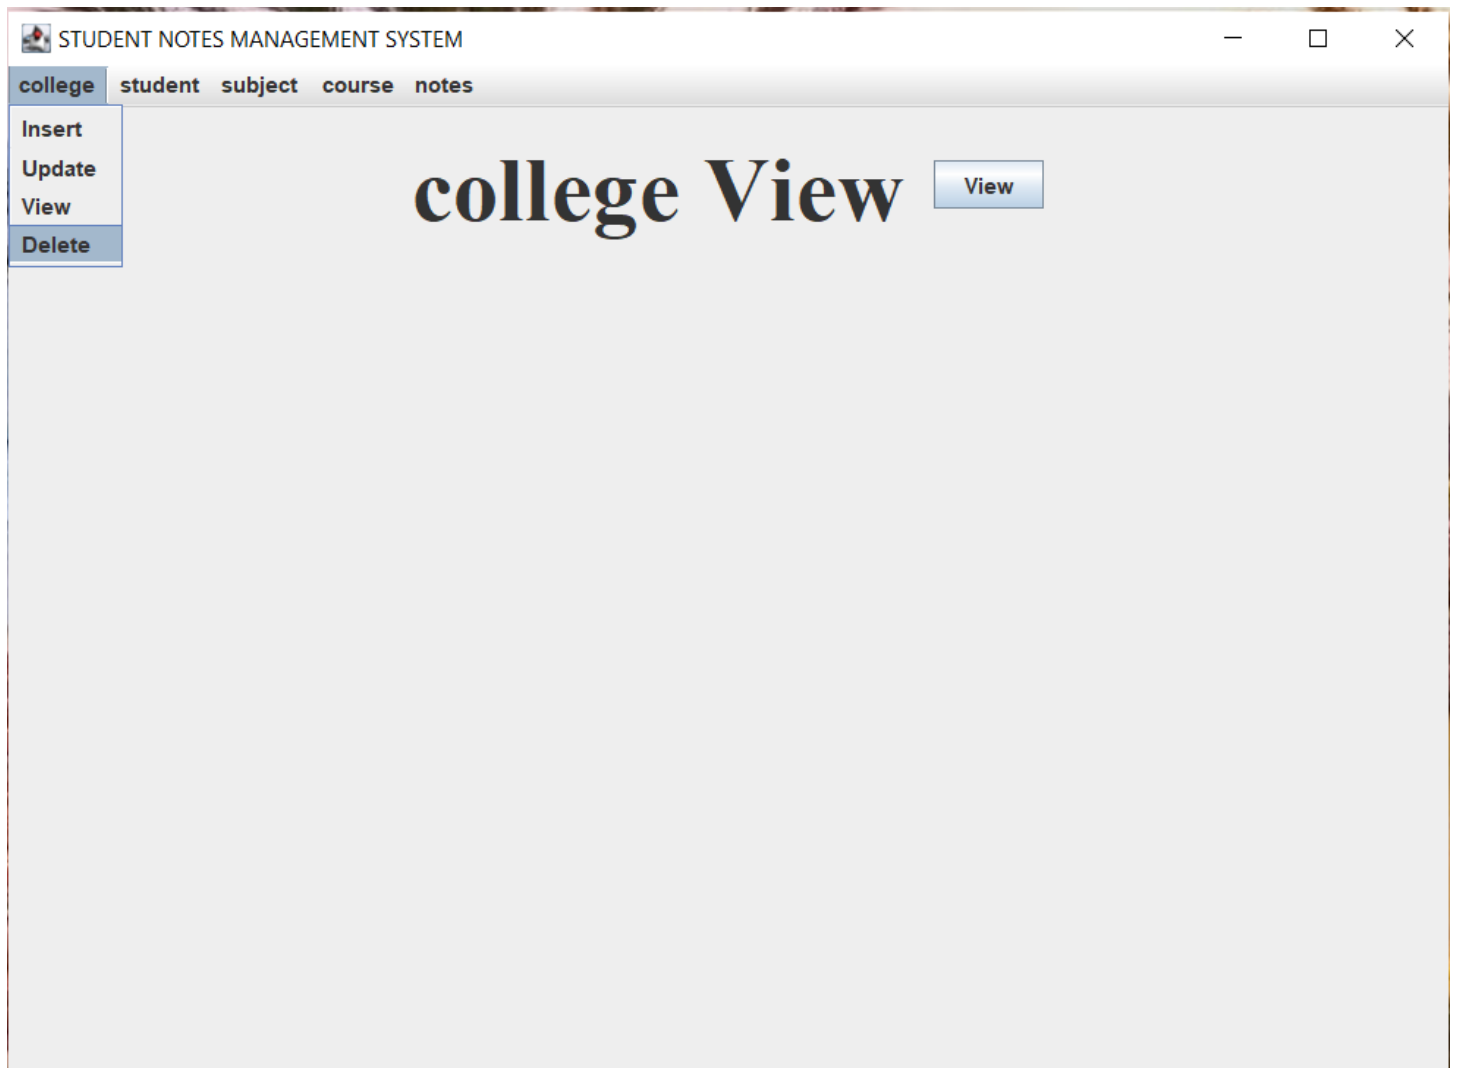 STUDENT NOTES MANAGEMENT SYSTEM
college student subject course notes
Insert
Update
View
Delete
college View View